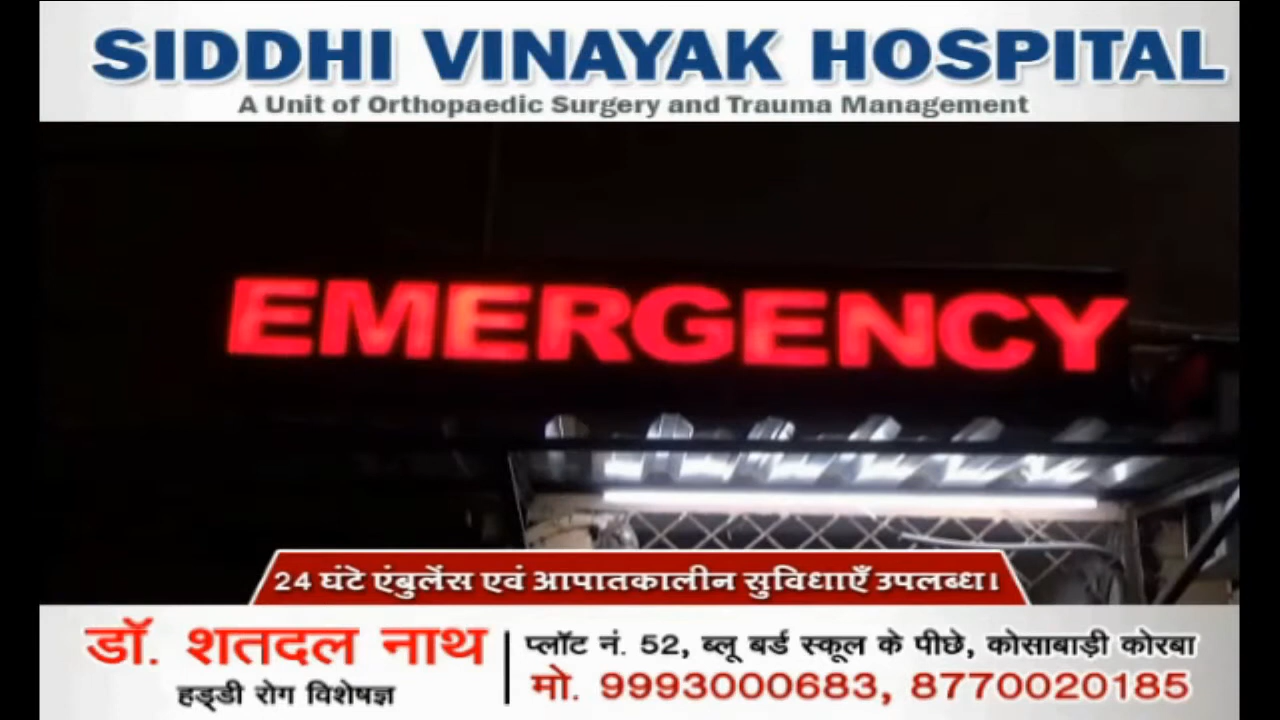 SIDDHI VINAYAK HOSPITAL
A Unit of Orthopaedic Surgery and Trauma Management
EMERGENCY
24 घंटे एंबुलेंस एवं आपातकालीन सुविधाएँ उपलब्ध।
डॉ. शतदल नाथ
हड्डी रोग विशेषज्ञ
प्लॉट नं. 52, ब्लू बर्ड स्कूल के पीछे, कोसाबाड़ी कोरबा
मो. 9993000683, 8770020185